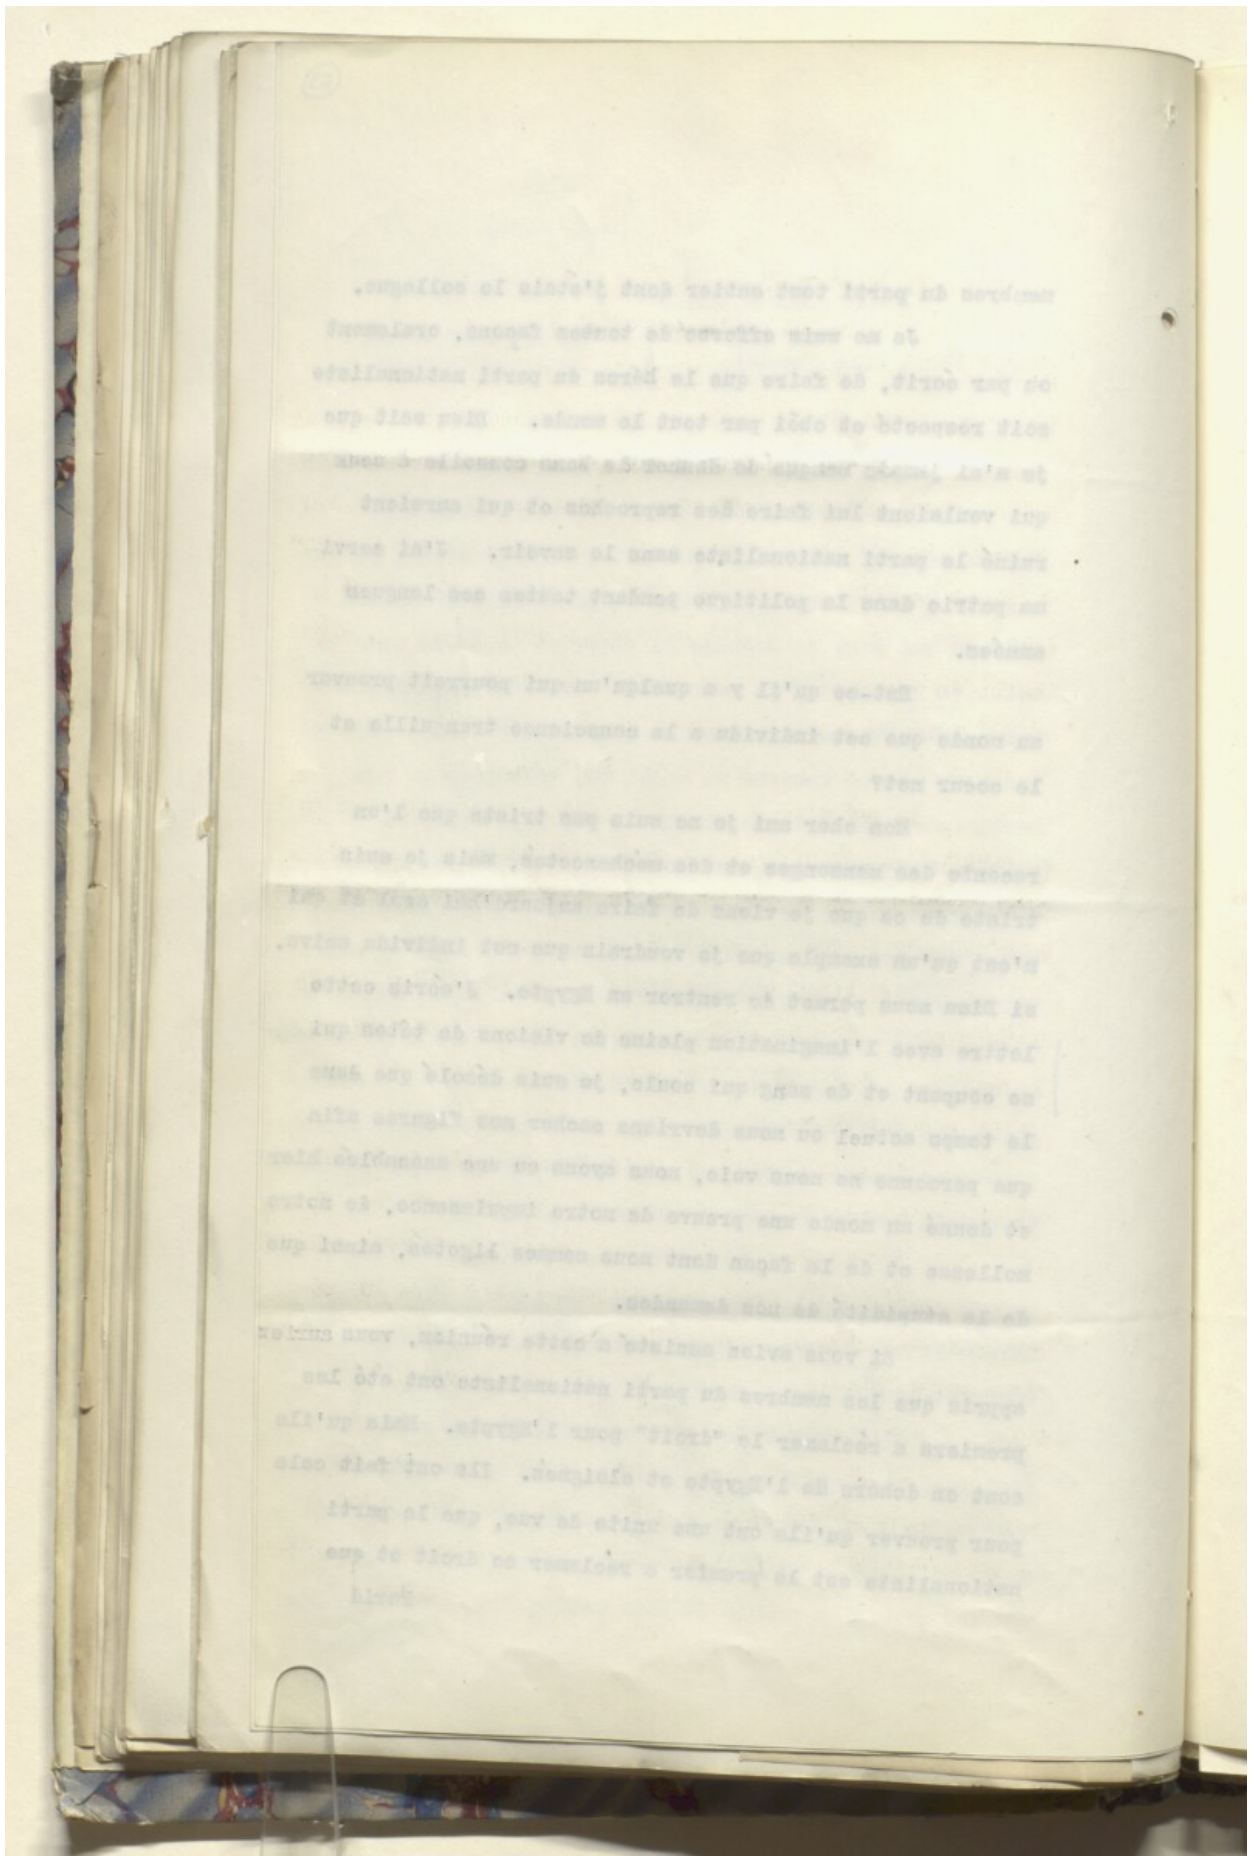 membres du parti tout entier dont j'étais le collegue.
Je me suis efforcé de toutes façons, oralement
ou par écrit, de faire que le héros du parti nationaliste
soit respecté et obéi par tout le monde. Dieu sait que
je n'ai jamais manqué de donner de bons conseils à ceux
qui voulaient lui faire des reproches et qui auraient
ruiné le parti nationaliste sans le savoir. J'ai servi
ma patrie dans la politique pendant toutes ces longues
années.
Est-ce qu'il y a quelqu'un qui pourrait prouver
au monde que cet individu a la conscience tranquille et
le coeur net?
Mon cher ami je ne suis pas triste que l'on
raconte des mensonges et des méchancetés, mais je suis
triste de ce que je viens de faire aujourd'hui et qui
n'est qu'un exemple que je voudrais que cet individu suive,
si Dieu nous permet de rentrer en Egypte. J'écris cette
lettre avec l'imagination pleine de visions de têtes qui
se coupent et de sang qui coule, je suis désolé que dans
le temps actuel où nous devrions cacher nos figures afin
que personne ne nous voie, nous ayons eu une assemblée hier
et donné au monde une preuve de notre impuissance, de notre
mollesse et de la façon dont nous sommes ligotés, ainsi que
de la stupidité de nos demandes.
Si vous aviez assisté à cette réunion, vous auriez
appris que les membres du parti nationaliste ont été les
premiers a réclamer le "droit" pour l'Egypte. Mais qu'ils
sont en dehors de l'Egypte et éloignés. Ils ont fait cela
pour prouver qu'ils ont une unité de vue, que le parti
nationaliste est le premier a réclamer ce droit et que
Farid